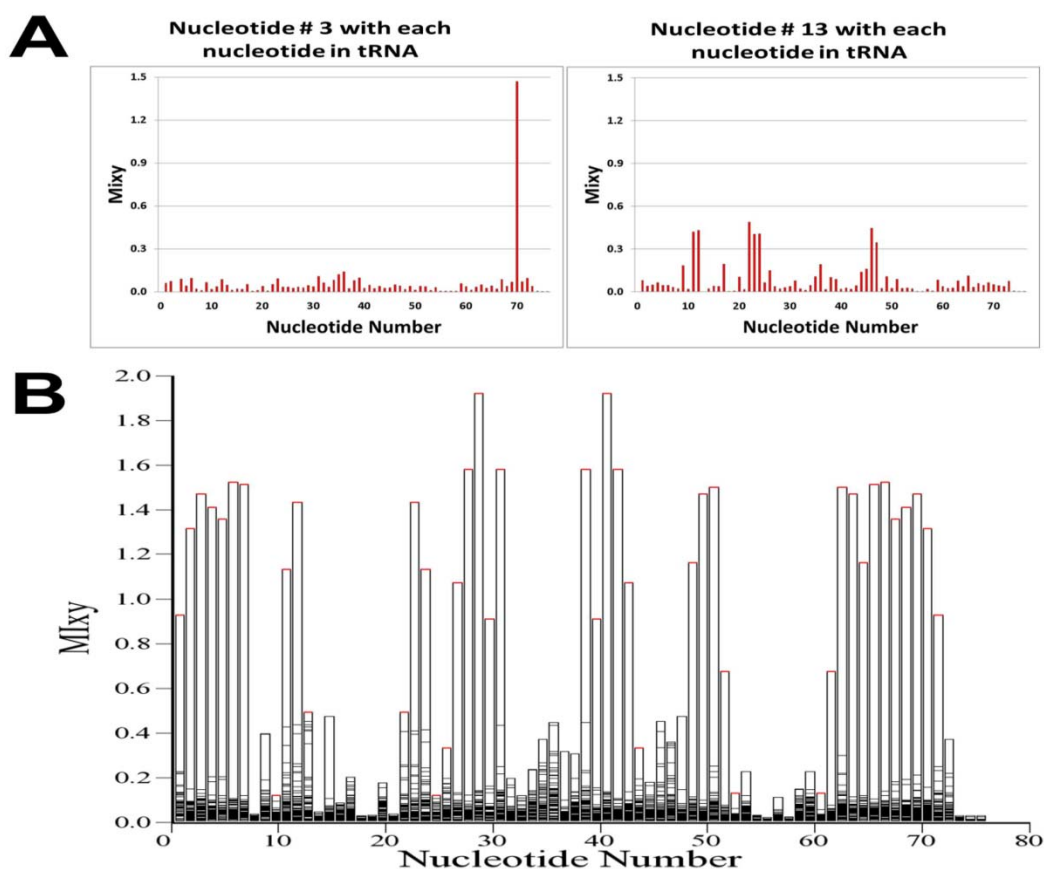 A
Nucleotide # 3 with each
nucleotide in tRNA
1.5
1.2
0.9
0.6
0.3
0.0
Mixy
0 10 20 30 40 50 60 70
Nucleotide Number
Nucleotide # 13 with each
nucleotide in tRNA
1.5
1.2
0.9
0.6
0.3
0.0
Mixy
0 10 20 30 40 50 60 70
Nucleotide Number
B
2.0
1.8
1.6
1.4
1.2
1.0
0.8
0.6
0.4
0.2
0.0
MIxy
0 10 20 30 40 50 60 70 80
Nucleotide Number